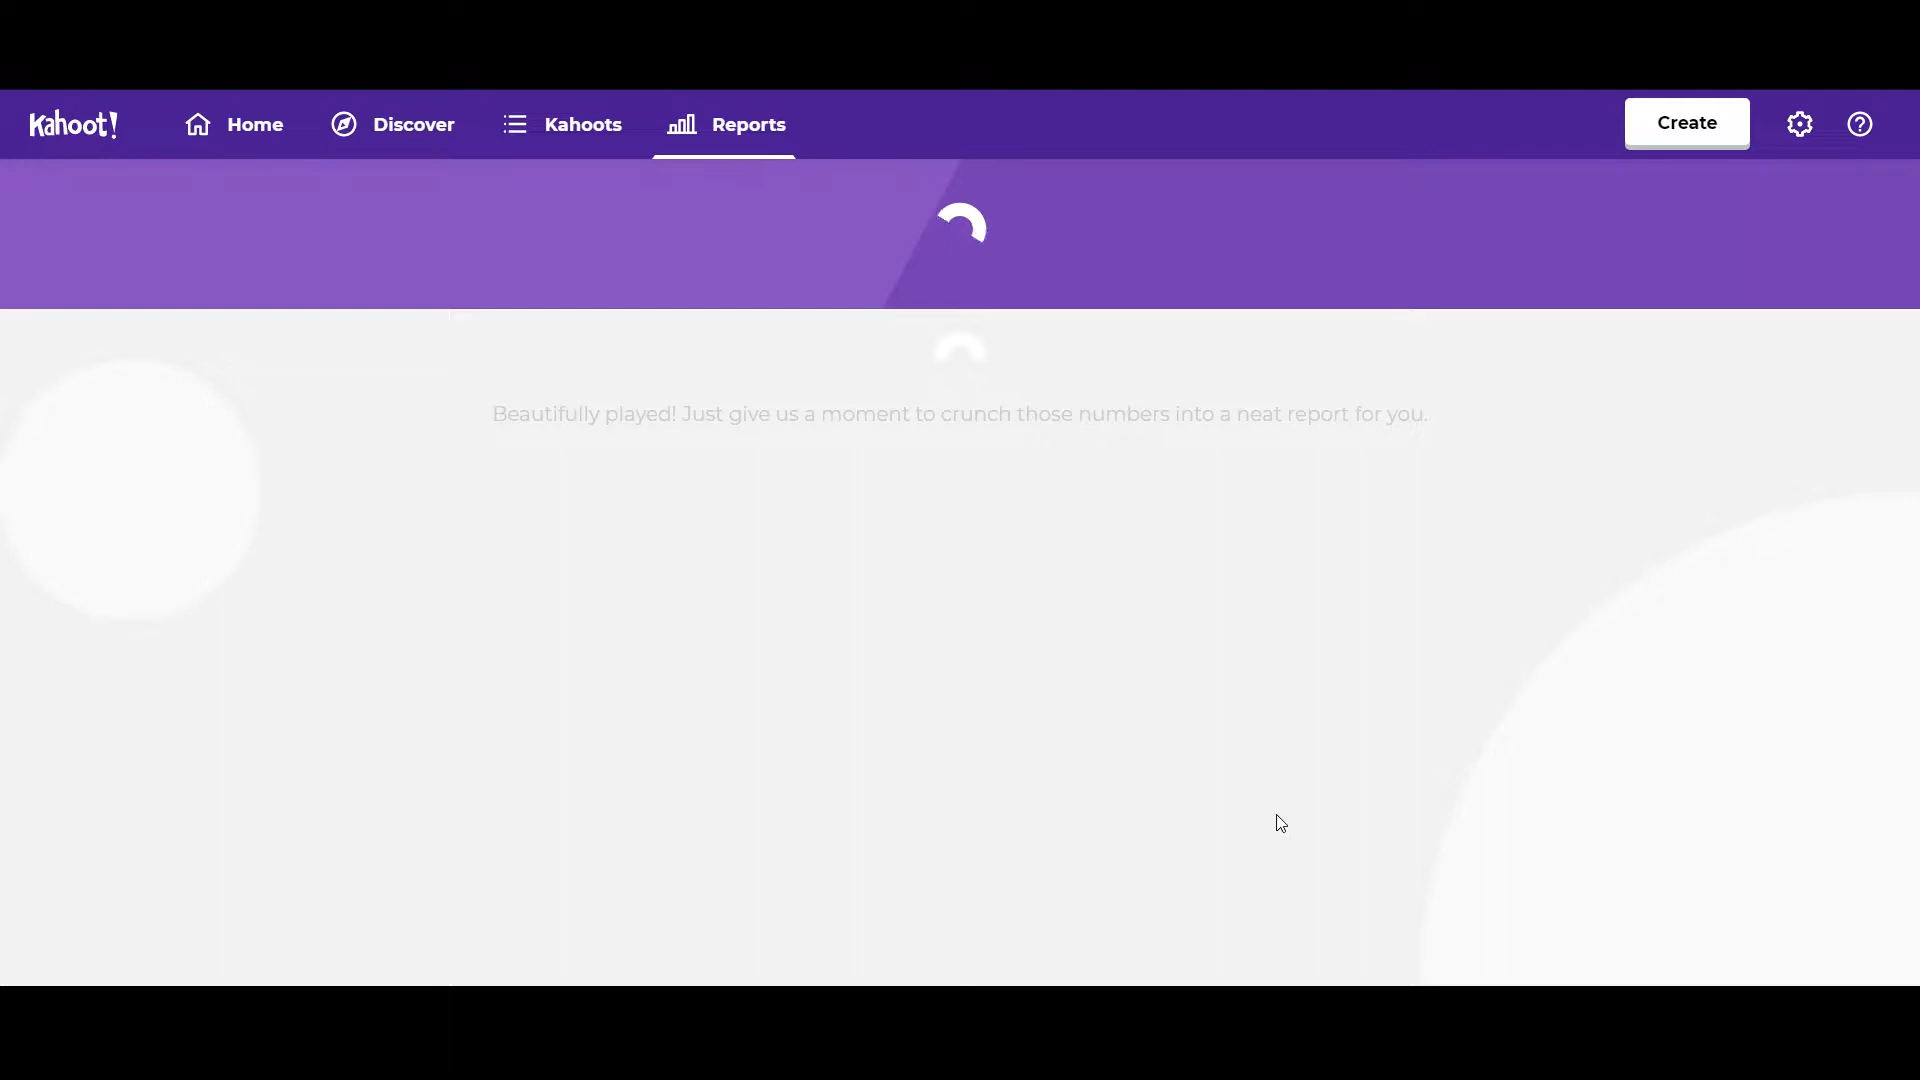 Kahoot! Home Discover Kahoots Reports Create
Beautifully played! Just give us a moment to crunch those numbers into a neat report for you.